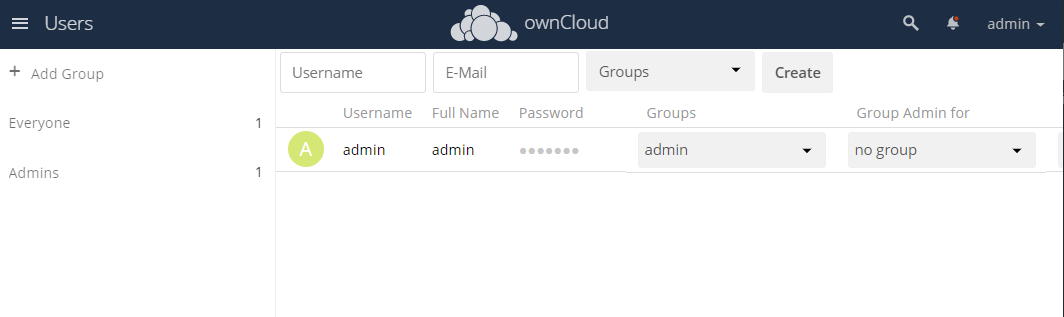 Users ownCloud admin
+ Add Group Username E-Mail Groups Create
Username Full Name Password Groups Group Admin for
Everyone 1
A admin admin ●●●●●●● admin no group
Admins 1